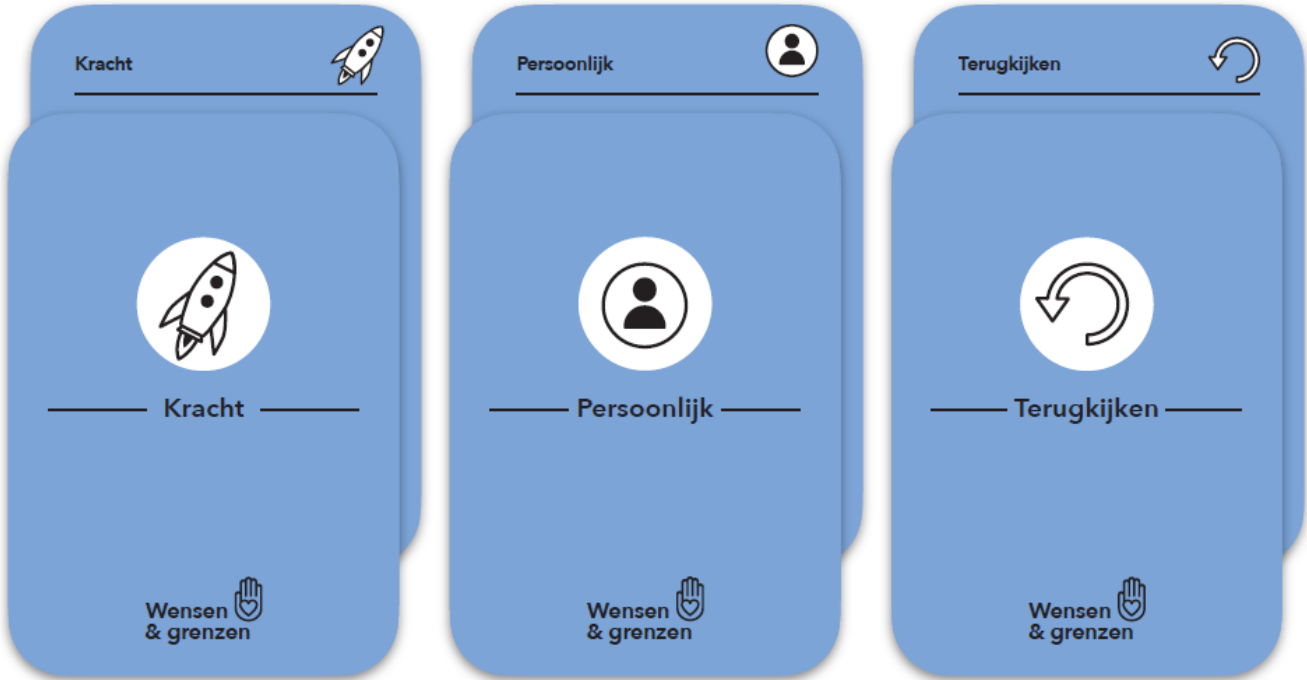 Kracht
Persoonlijk
Terugkijken
Kracht
Persoonlijk
Terugkijken
Wensen
& grenzen
Wensen
& grenzen
Wensen
& grenzen